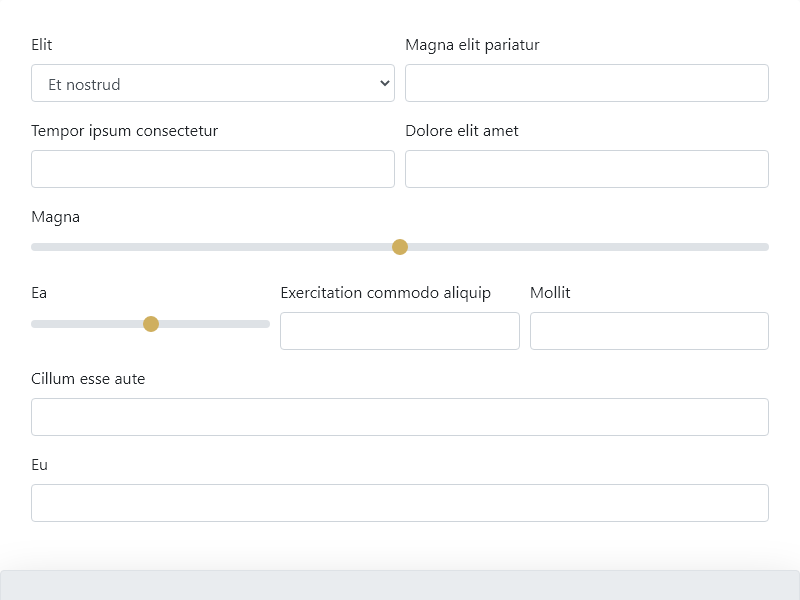 Elit
Magna elit pariatur
Et nostrud
Tempor ipsum consectetur
Dolore elit amet
Magna
Ea
Exercitation commodo aliquip
Mollit
Cillum esse aute
Eu